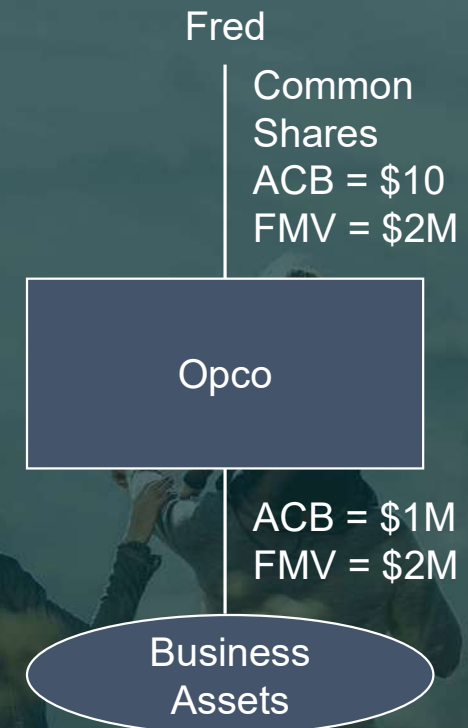 Fred
Common
Shares
ACB = $10
FMV = $2M
Opco
ACB = $1M
FMV = $2M
Business
Assets